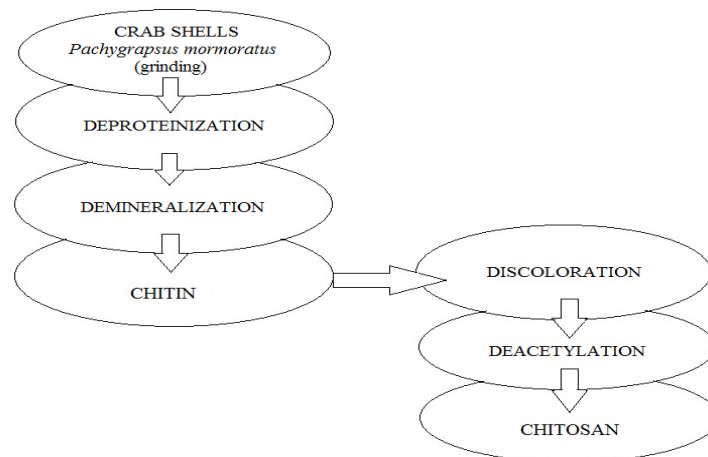 CRAB SHELLS
Pachygrapsus mormoratus
(grinding)
DEPROTEINIZATION
DEMINERALIZATION
CHITIN
DISCOLORATION
DEACETYLATION
CHITOSAN